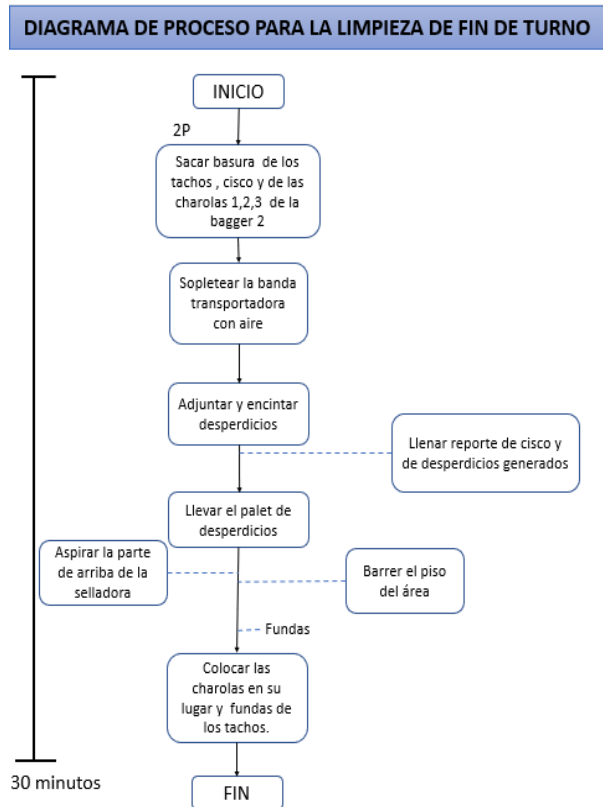 DIAGRAMA DE PROCESO PARA LA LIMPIEZA DE FIN DE TURNO
INICIO
2P
Sacar basura de los
tachos , cisco y de las
charolas 1,2,3 de la
bagger 2
Sopletear la banda
transportadora
con aire
Adjuntar y encintar
desperdicios
Llenar reporte de cisco y
de desperdicios generados
Llevar el palet de
desperdicios
Aspirar la parte
de arriba de la
selladora
Barrer el piso
del área
Fundas
Colocar las
charolas en su
lugar y fundas de
los tachos.
30 minutos
FIN